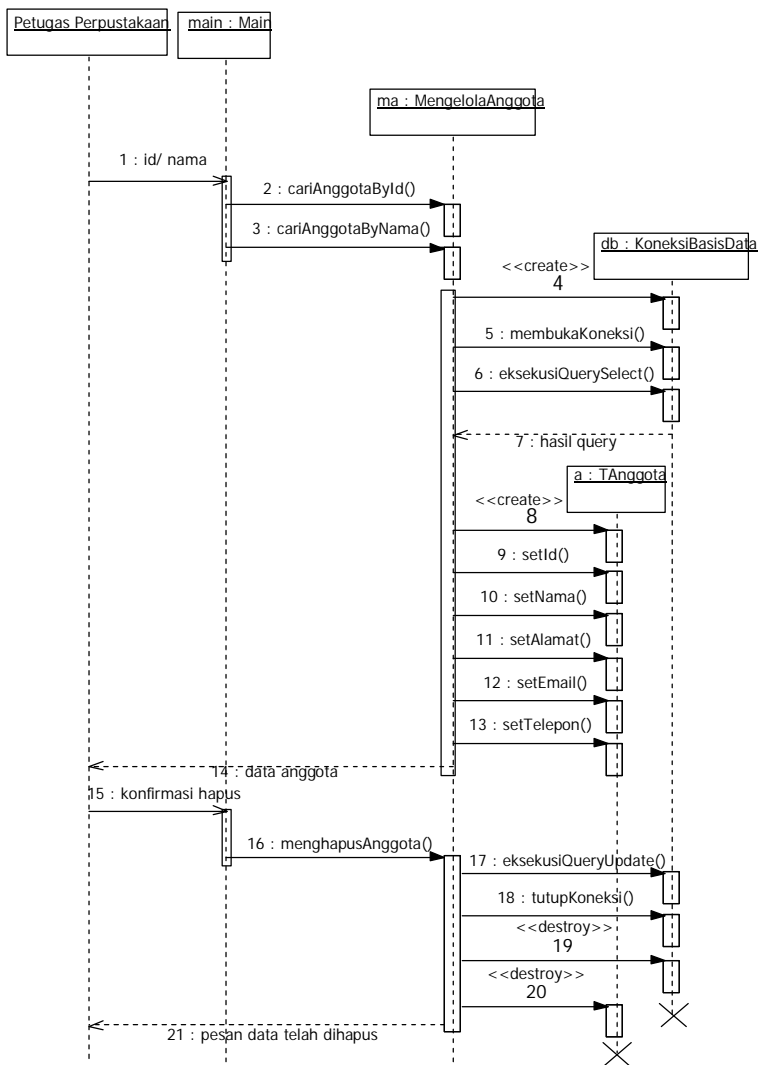 Petugas Perpustakaan
main : Main
ma : MengelolaAnggota
1 : id/ nama
2 : cariAnggotaById()
3 : cariAnggotaByNama()
db : KoneksiBasisData
<<create>>
4
5 : membukaKoneksi()
6 : eksekusiQuerySelect()
7 : hasil query
a : TAnggota
<<create>>
8
9 : setId()
10 : setNama()
11 : setAlamat()
12 : setEmail()
13 : setTelepon()
14 : data anggota
15 : konfirmasi hapus
16 : menghapusAnggota()
17 : eksekusiQueryUpdate()
18 : tutupKoneksi()
<<destroy>>
19
<<destroy>>
20
21 : pesan data telah dihapus